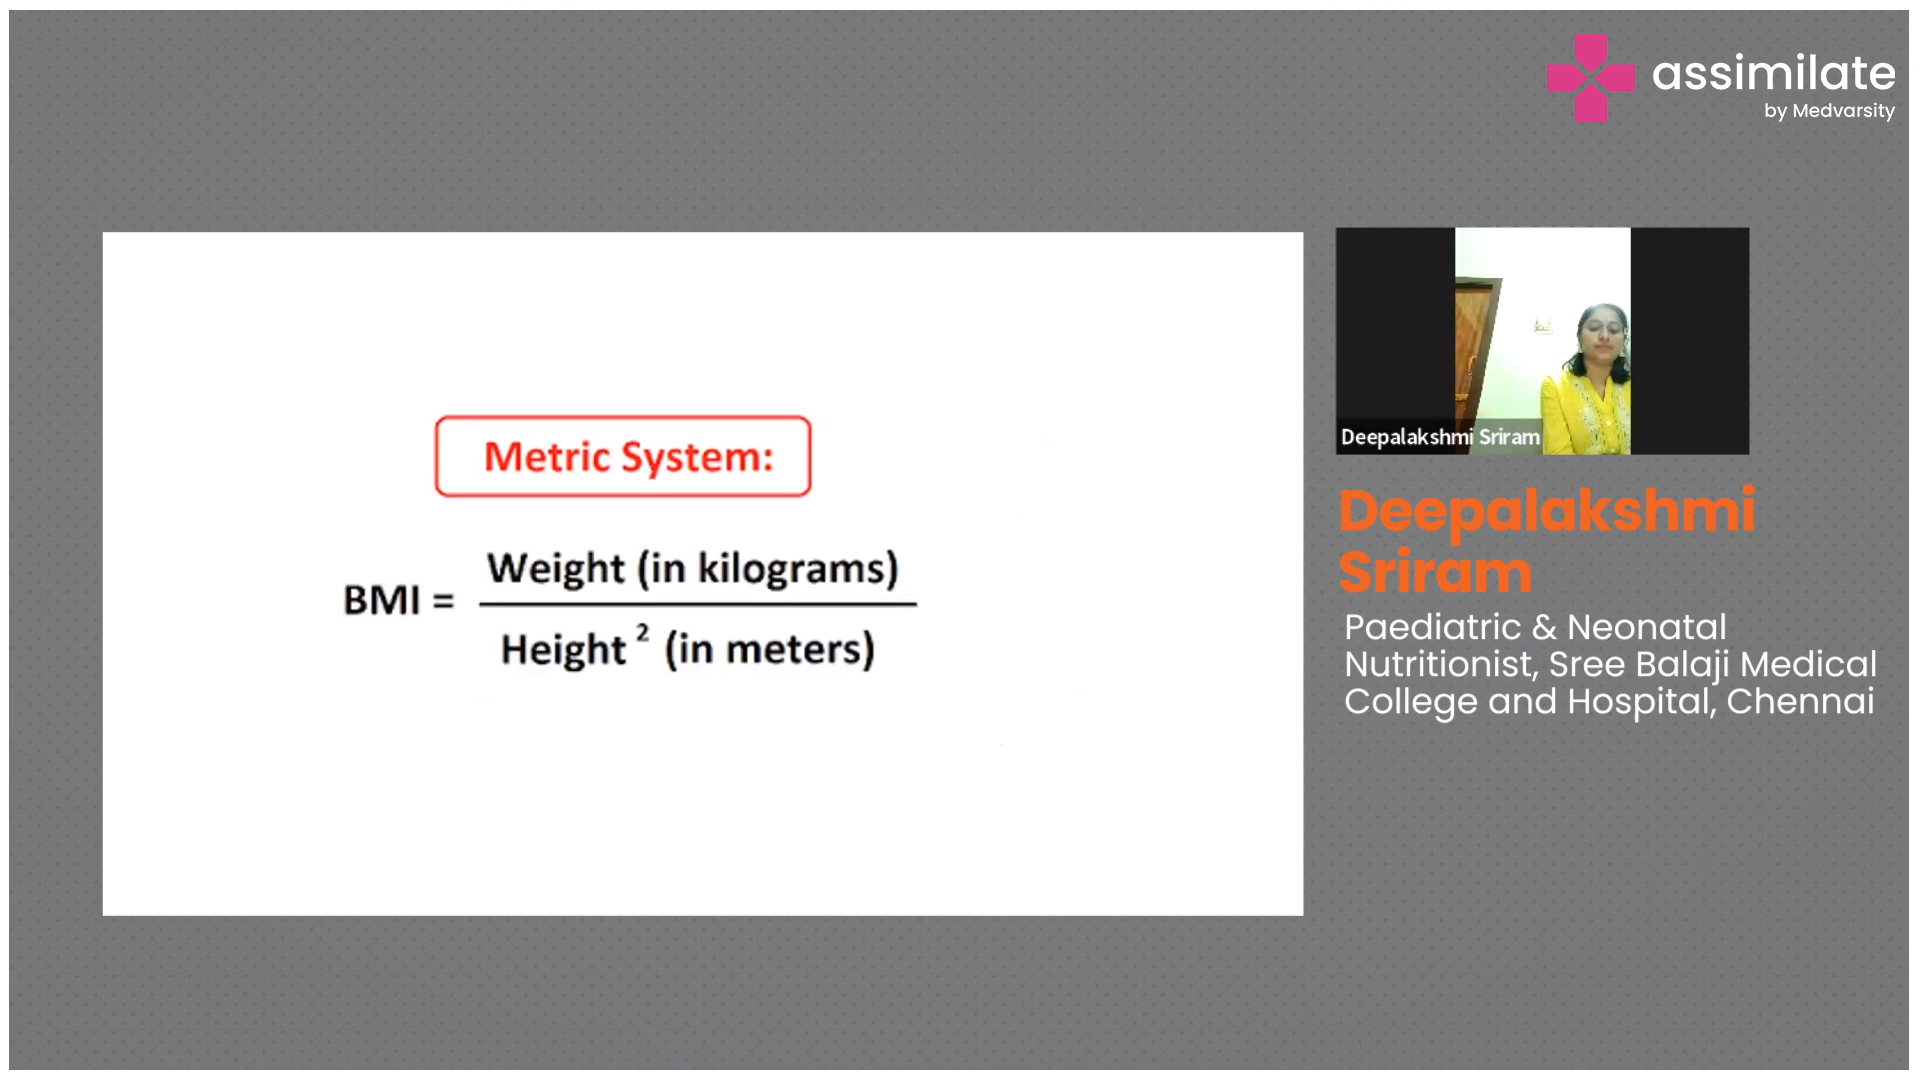 assimilate
by Medvarsity
Metric System:
BMI = Weight (in kilograms)
Height ² (in meters)
Deepalakshmi Sriram
Deepalakshmi
Sriram
Paediatric & Neonatal
Nutritionist, Sree Balaji Medical
College and Hospital, Chennai